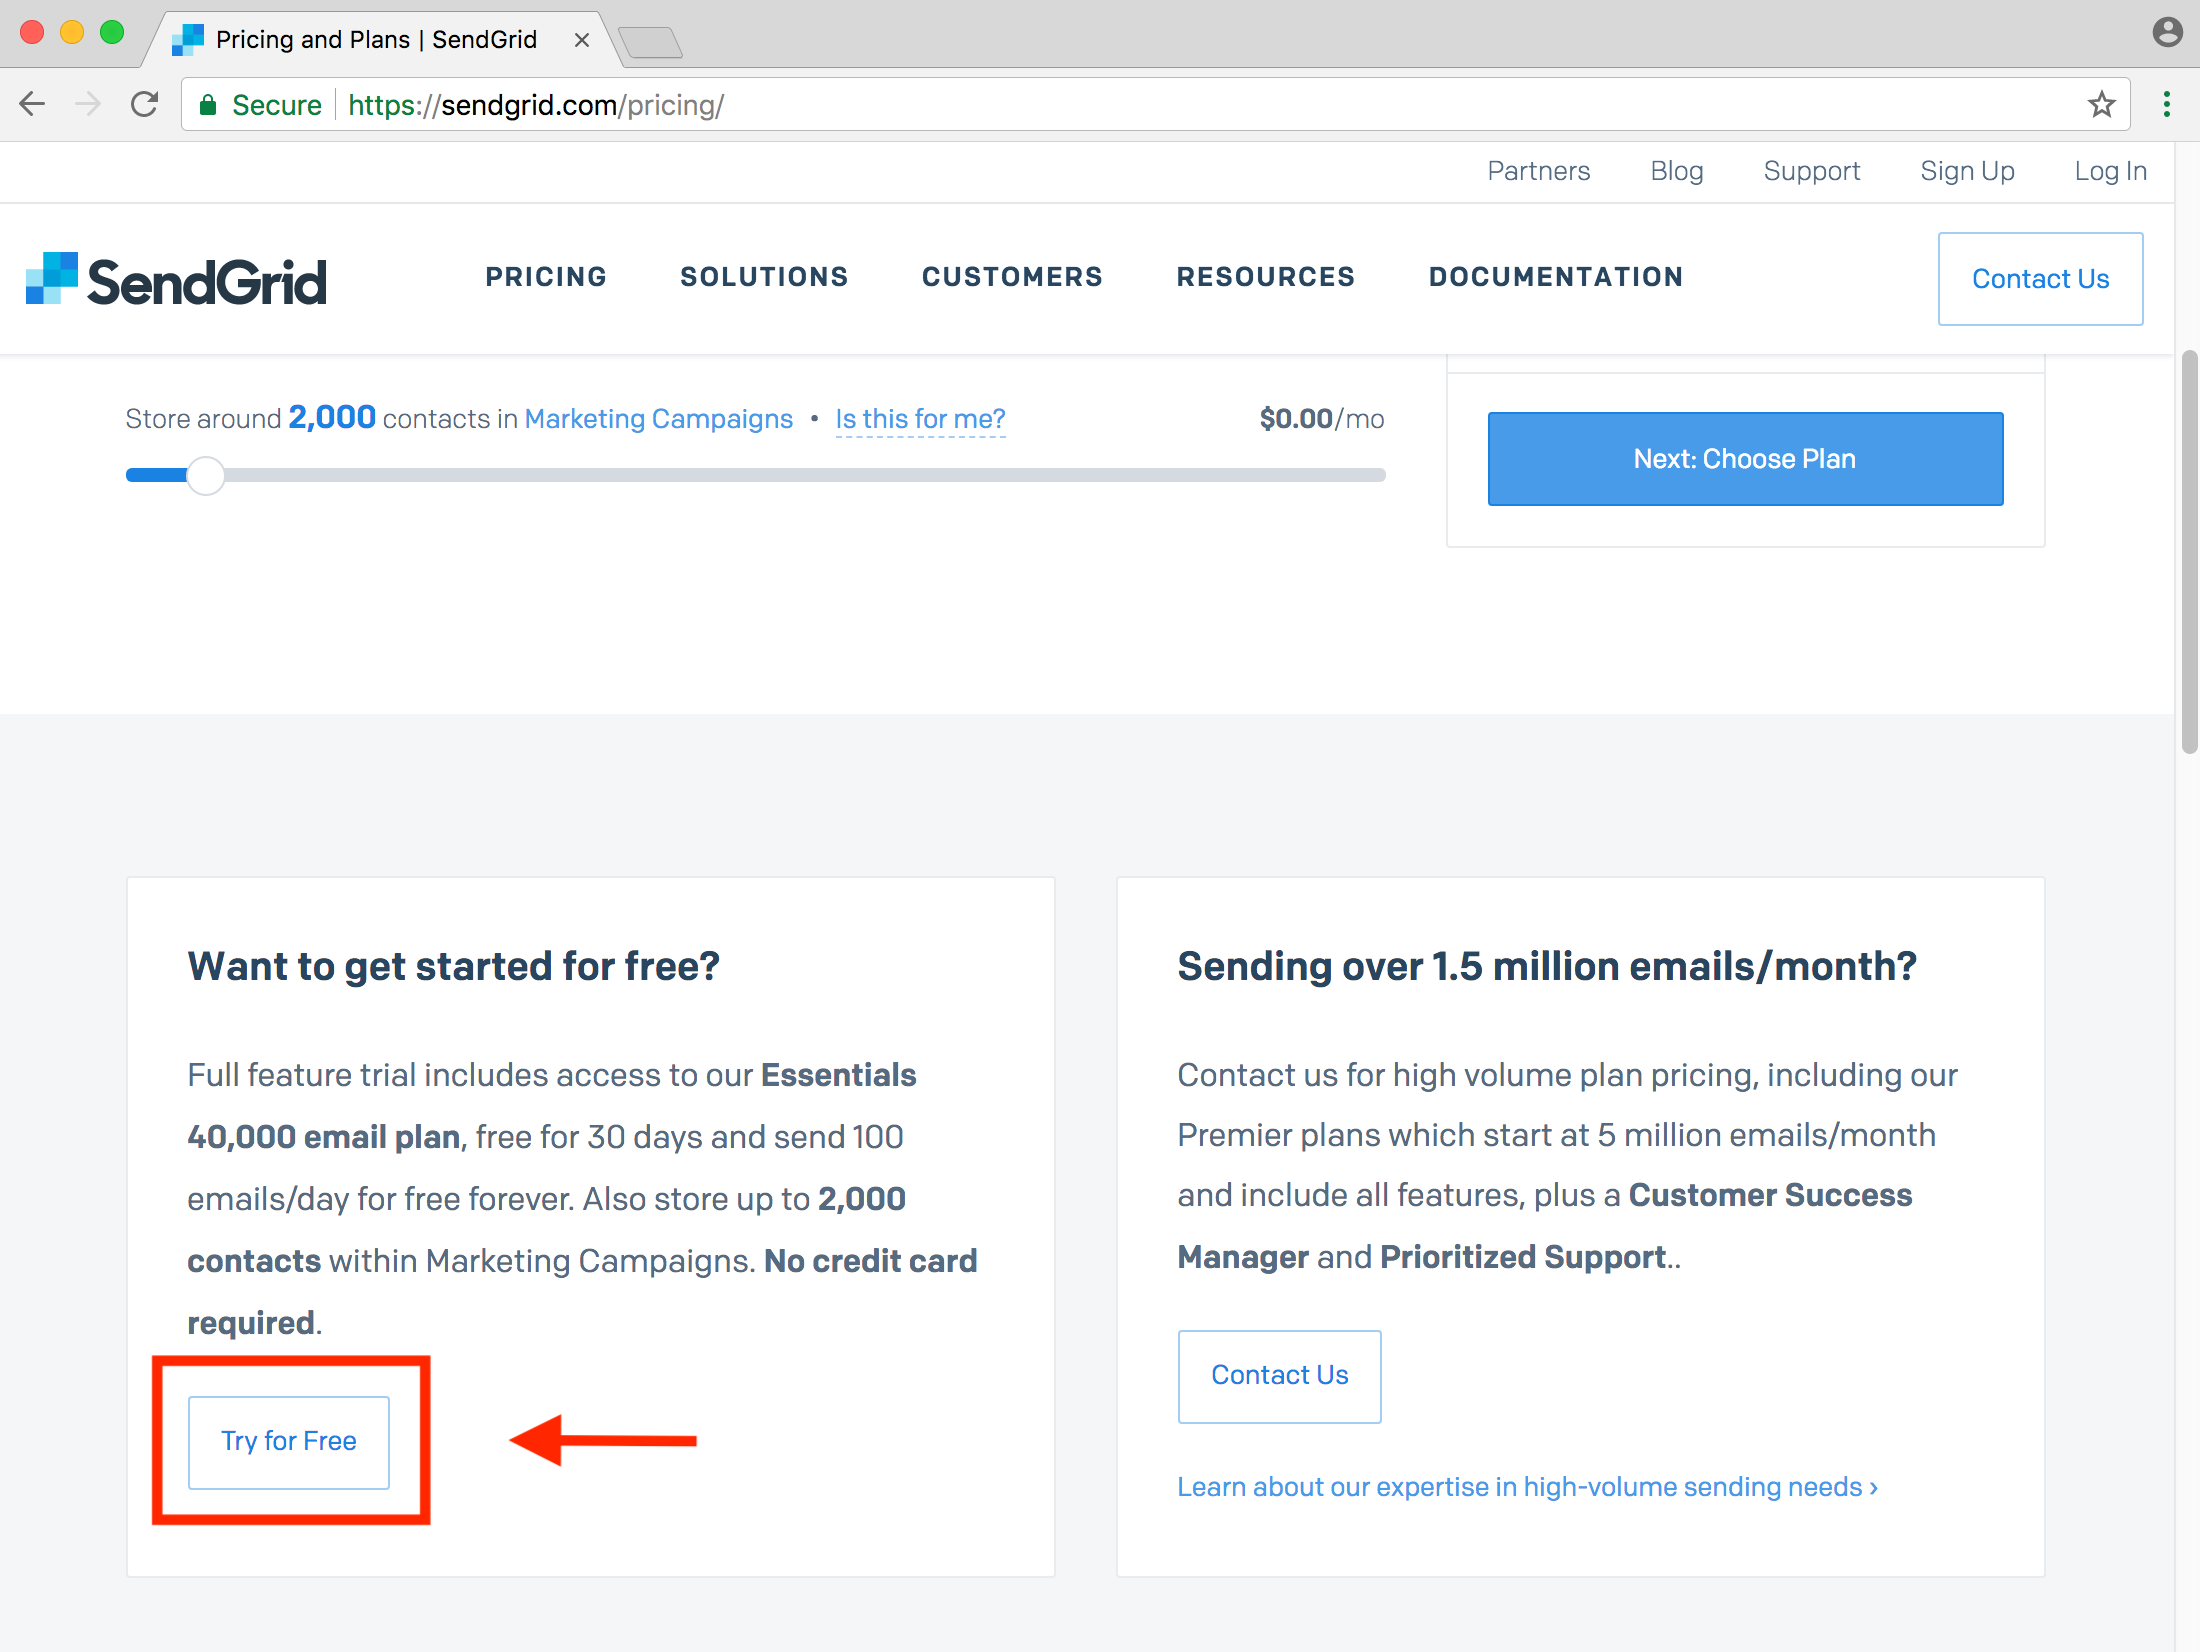 Pricing and Plans | SendGrid
Secure https://sendgrid.com/pricing/
Partners Blog Support Sign Up Log In
SendGrid PRICING SOLUTIONS CUSTOMERS RESOURCES DOCUMENTATION Contact Us
Store around 2,000 contacts in Marketing Campaigns • Is this for me? $0.00/mo
Next: Choose Plan
Want to get started for free?
Full feature trial includes access to our Essentials
40,000 email plan, free for 30 days and send 100
emails/day for free forever. Also store up to 2,000
contacts within Marketing Campaigns. No credit card
required.
Try for Free
Sending over 1.5 million emails/month?
Contact us for high volume plan pricing, including our
Premier plans which start at 5 million emails/month
and include all features, plus a Customer Success
Manager and Prioritized Support..
Contact Us
Learn about our expertise in high-volume sending needs ›